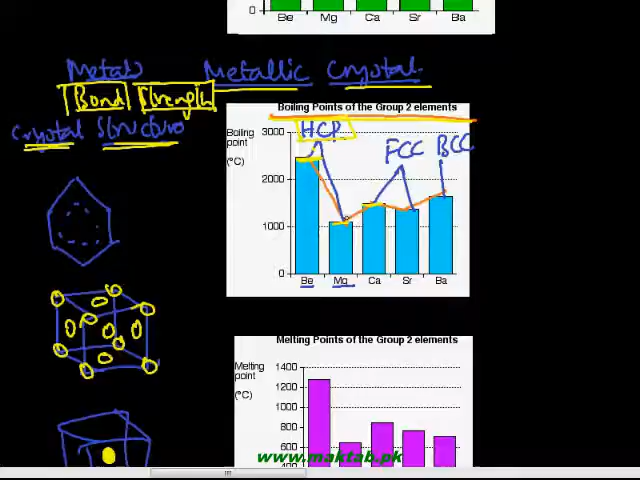 0
Be Mg Ca Sr Ba
Metals Metallic Crystal
Bond Strength
Crystal Structure
Boiling Points of the Group 2 elements
Boiling point (°C)
3000
2000
1000
0
HCP
FCC
BCC
Be Mg Ca Sr Ba
Melting Points of the Group 2 elements
Melting point (°C)
1400
1200
1000
800
600
400
www.maktab.pk